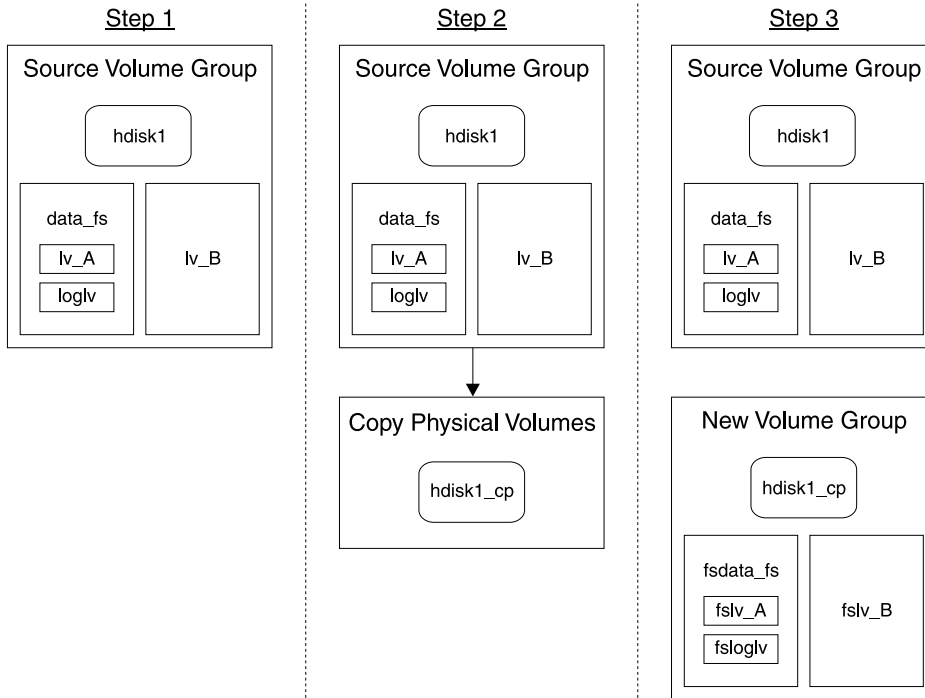 Step 1
Source Volume Group
hdisk1
data_fs
lv_A
loglv
lv_B
Step 2
Source Volume Group
hdisk1
data_fs
lv_A
loglv
lv_B
Copy Physical Volumes
hdisk1_cp
Step 3
Source Volume Group
hdisk1
data_fs
lv_A
loglv
lv_B
New Volume Group
hdisk1_cp
fsdata_fs
fslv_A
fsloglv
fslv_B